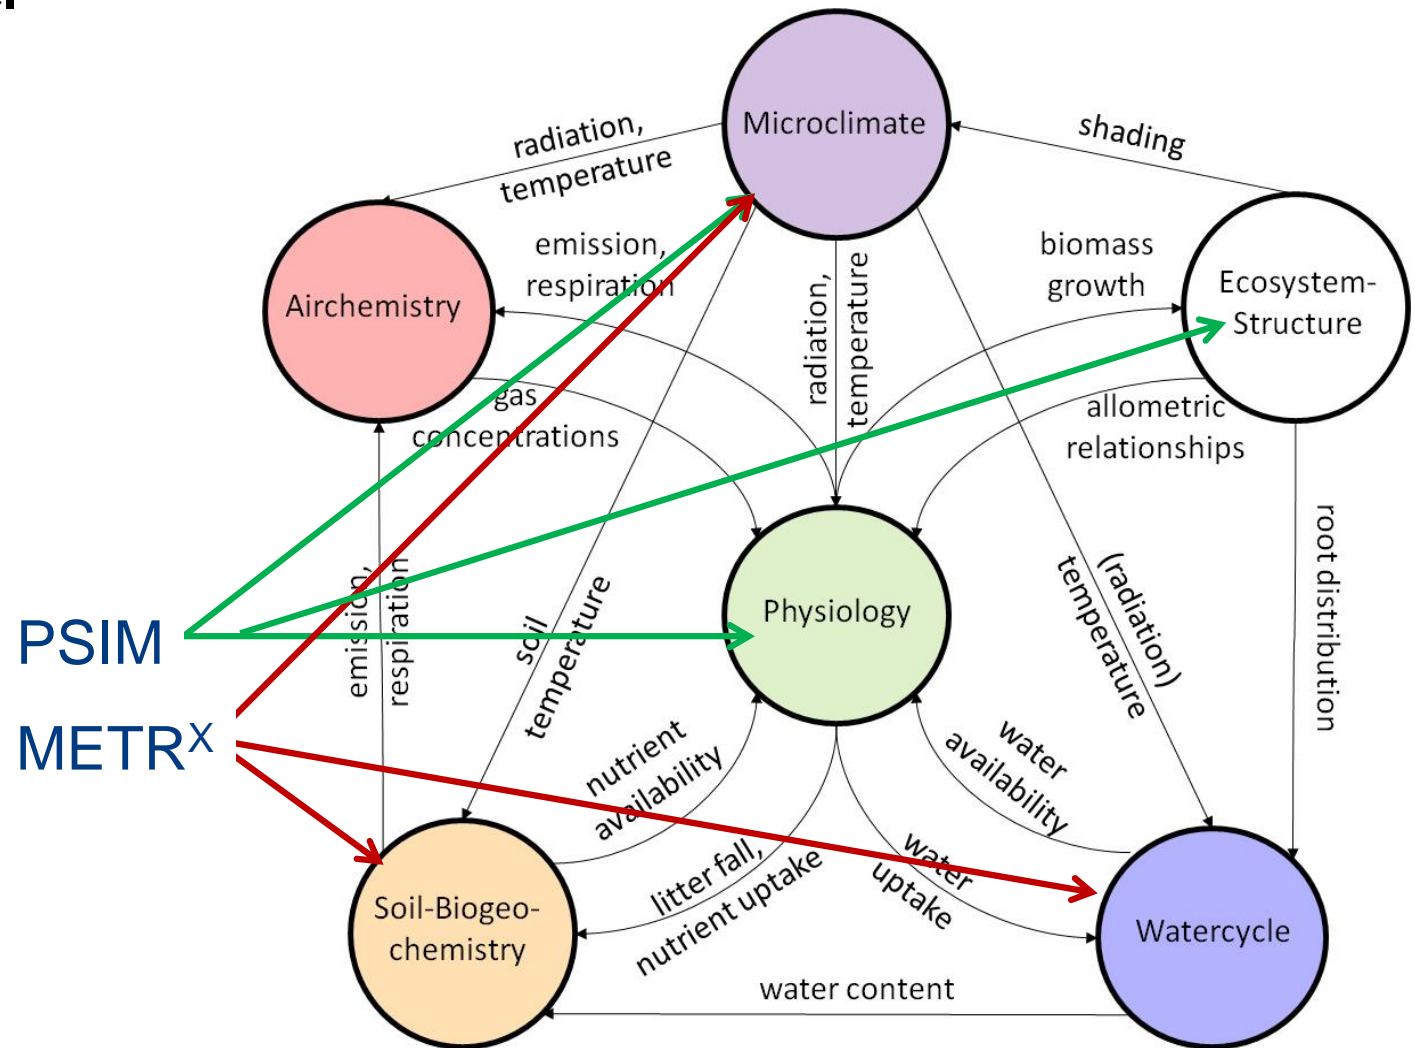 Microclimate
shading
radiation,
temperature
emission,
respiration
biomass
growth
Ecosystem-
Structure
Airchemistry
radiation,
temperature
gas
concentrations
allometric
relationships
root distribution
(radiation)
temperature
emission,
respiration
soil
temperature
Physiology
PSIM
METRX
nutrient
availability
water
availability
litter fall,
nutrient uptake
water
uptake
Soil-Biogeo-
chemistry
Watercycle
water content